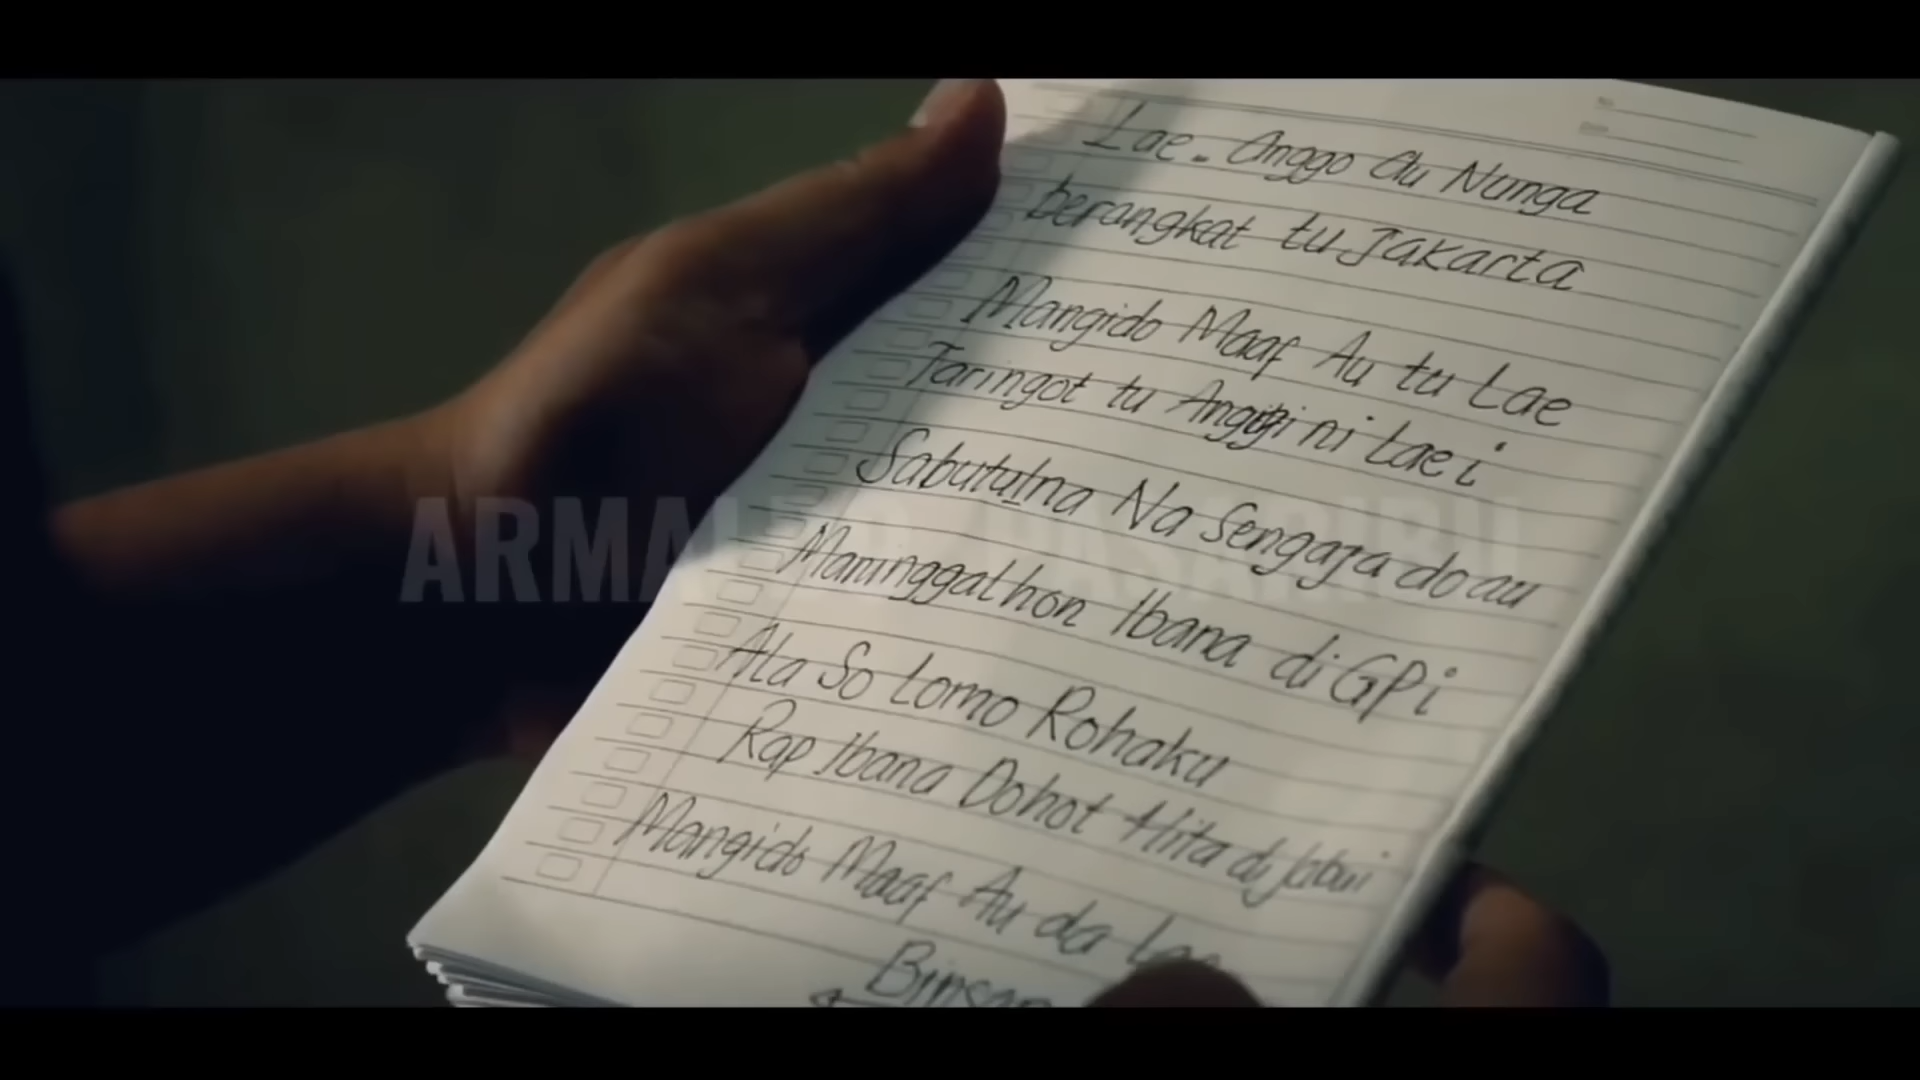 Lae. Anggo Au Nunga
berangkat tu Jakarta
Mangido Maaf Au tu Lae
Taringot tu Anggi ni Lae i
Sabutulna Na Sengaja do au
Maninggalhon Ibana di GPi
Ala So Lomo Rohaku
Rap Ibana Dohot Hita di Jabui
Mangido Maaf Au da Lae